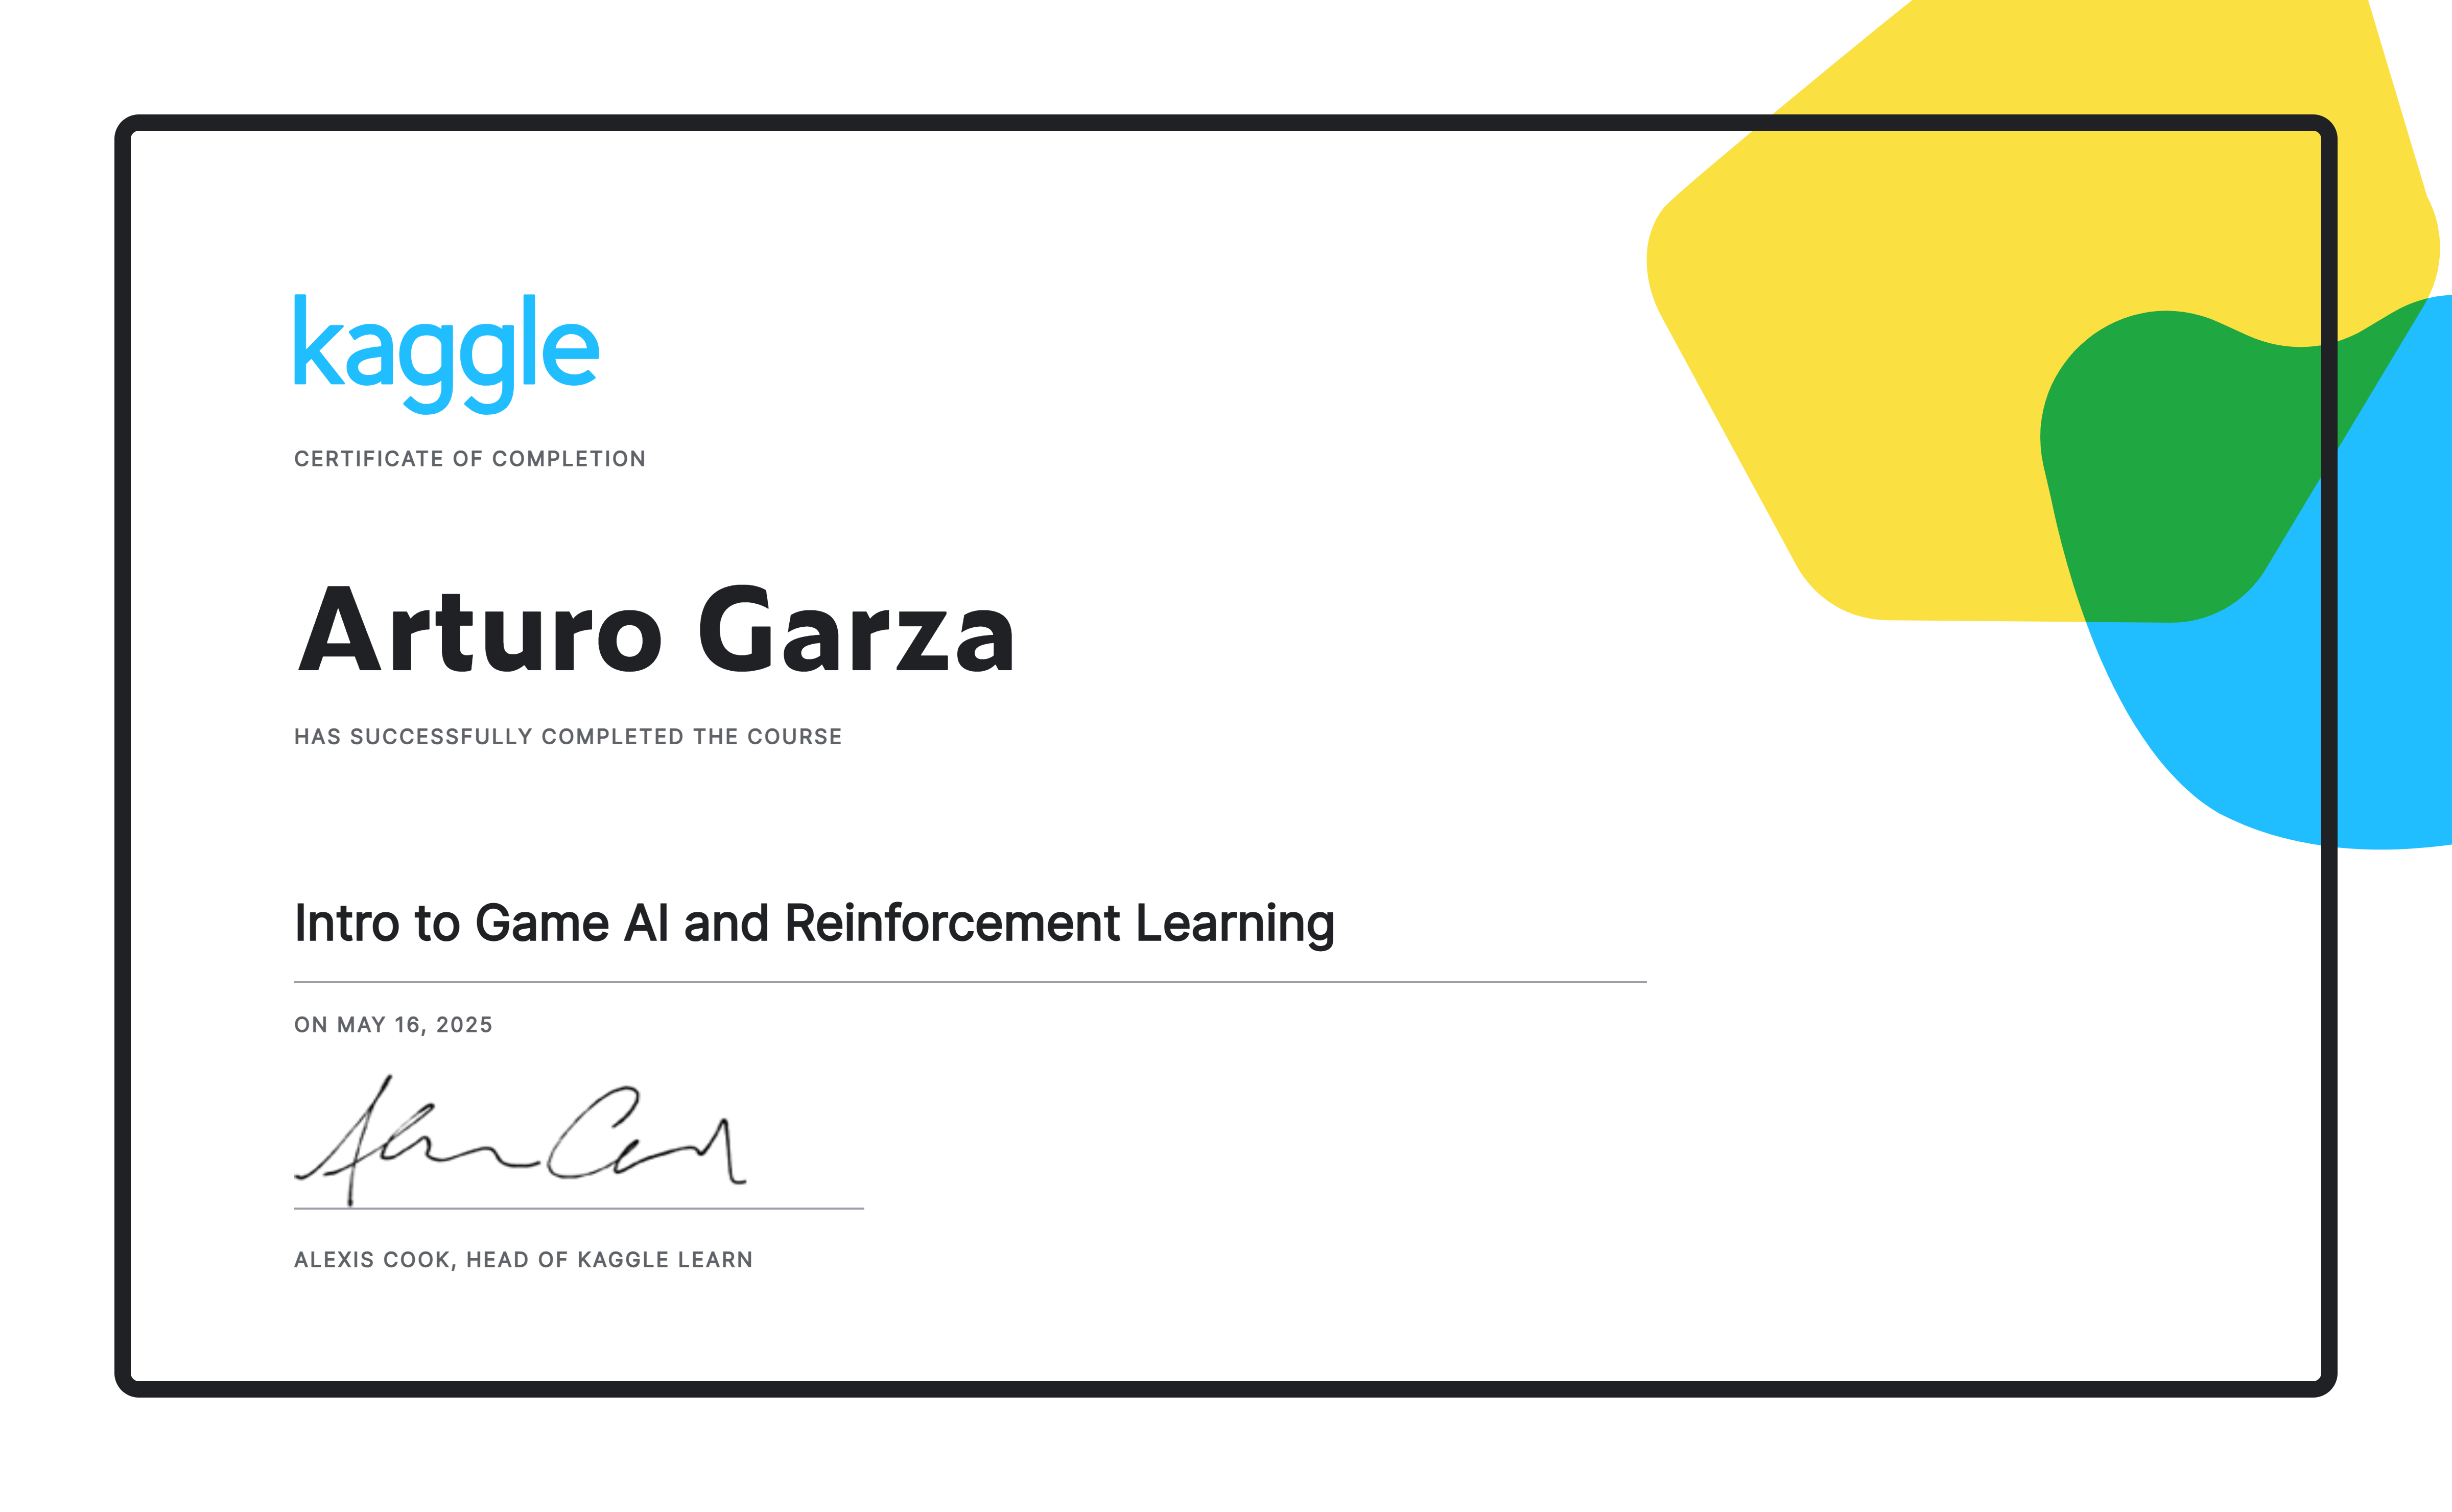 kaggle
CERTIFICATE OF COMPLETION
Arturo Garza
HAS SUCCESSFULLY COMPLETED THE COURSE
Intro to Game AI and Reinforcement Learning
ON MAY 16, 2025
ALEXIS COOK, HEAD OF KAGGLE LEARN